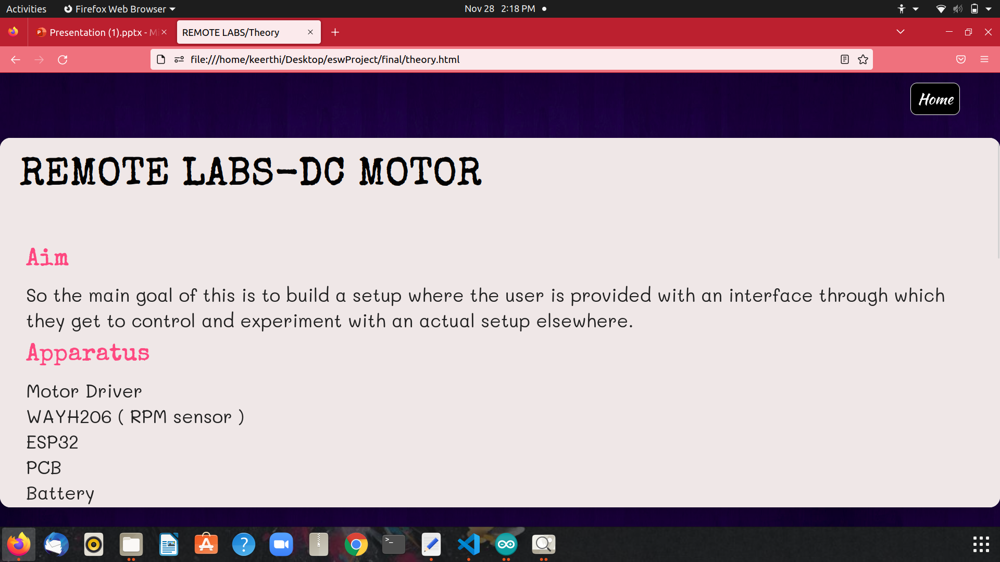 Activities
Firefox Web Browser
Nov 28 2:18 PM
Presentation (1).pptx - Mi
REMOTE LABS/Theory
file:///home/keerthi/Desktop/eswProject/final/theory.html
Home
REMOTE LABS-DC MOTOR
Aim
So the main goal of this is to build a setup where the user is provided with an interface through which
they get to control and experiment with an actual setup elsewhere.
Apparatus
Motor Driver
WAYH206 ( RPM sensor )
ESP32
PCB
Battery